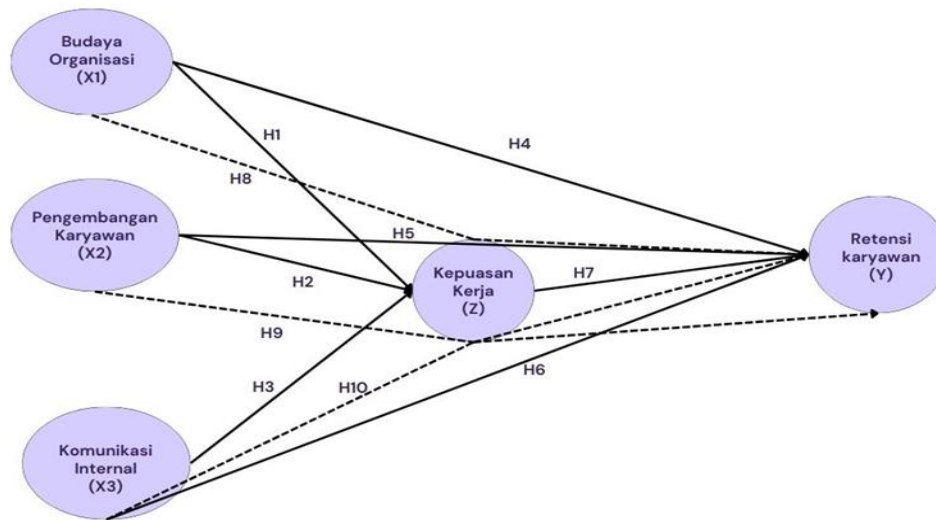 Budaya
Organisasi
(X1)
H1
H4
H8
Pengembangan
Karyawan
(X2)
H5
H2
Kepuasan
Kerja
(Z)
H7
Retensi
karyawan
(Y)
H9
H3
H10
H6
Komunikasi
Internal
(X3)